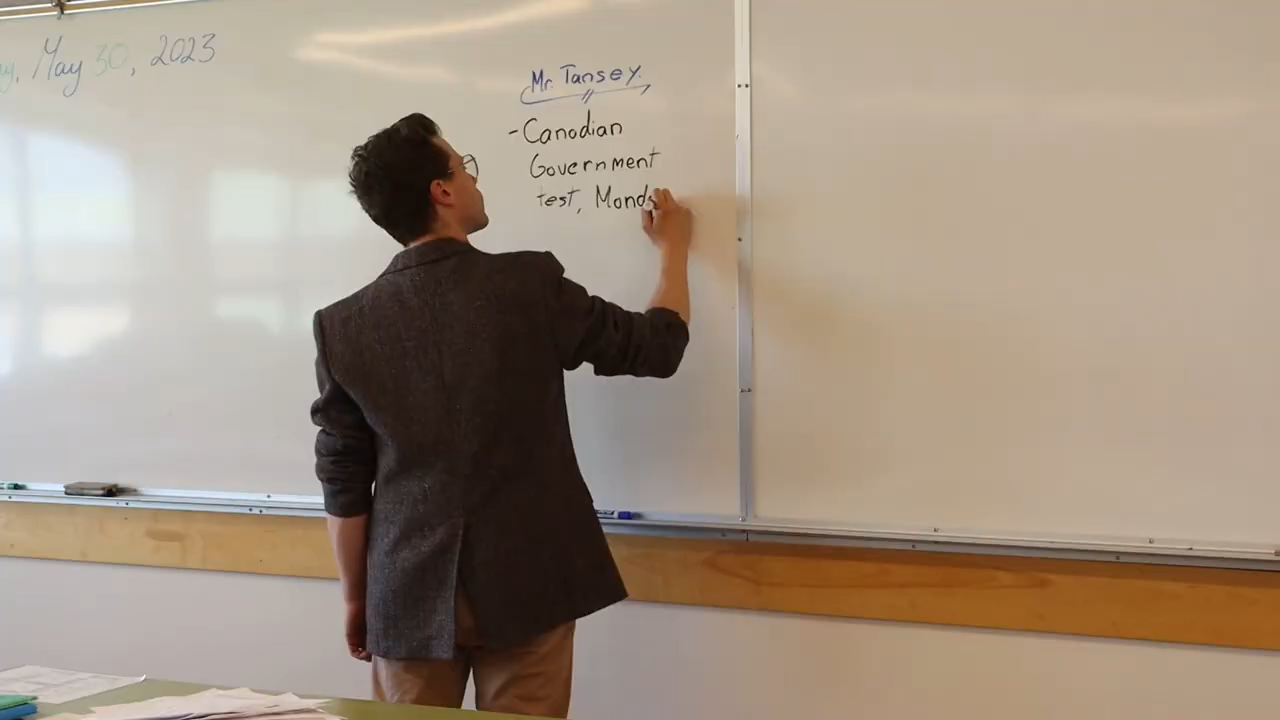 y, May 30, 2023
Mr. Tansey.
- Canadian
Government
test, Mond